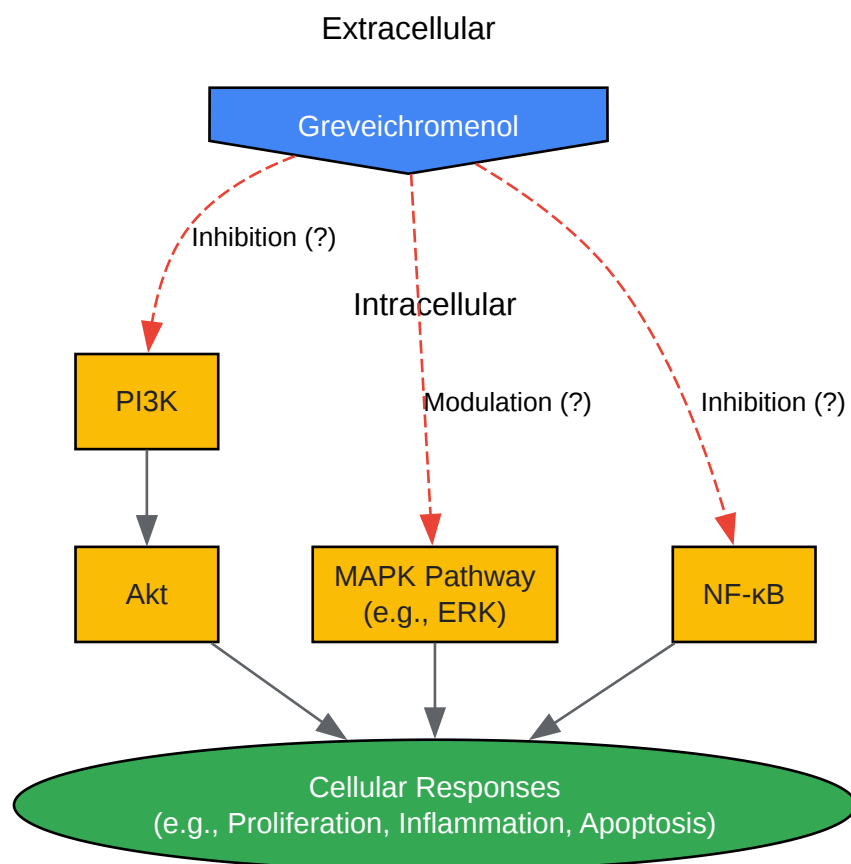 Extracellular
Greveichromenol
Inhibition (?)
Intracellular
PI3K
Modulation (?)
Inhibition (?)
Akt
MAPK Pathway
(e.g., ERK)
NF-κB
Cellular Responses
(e.g., Proliferation, Inflammation, Apoptosis)